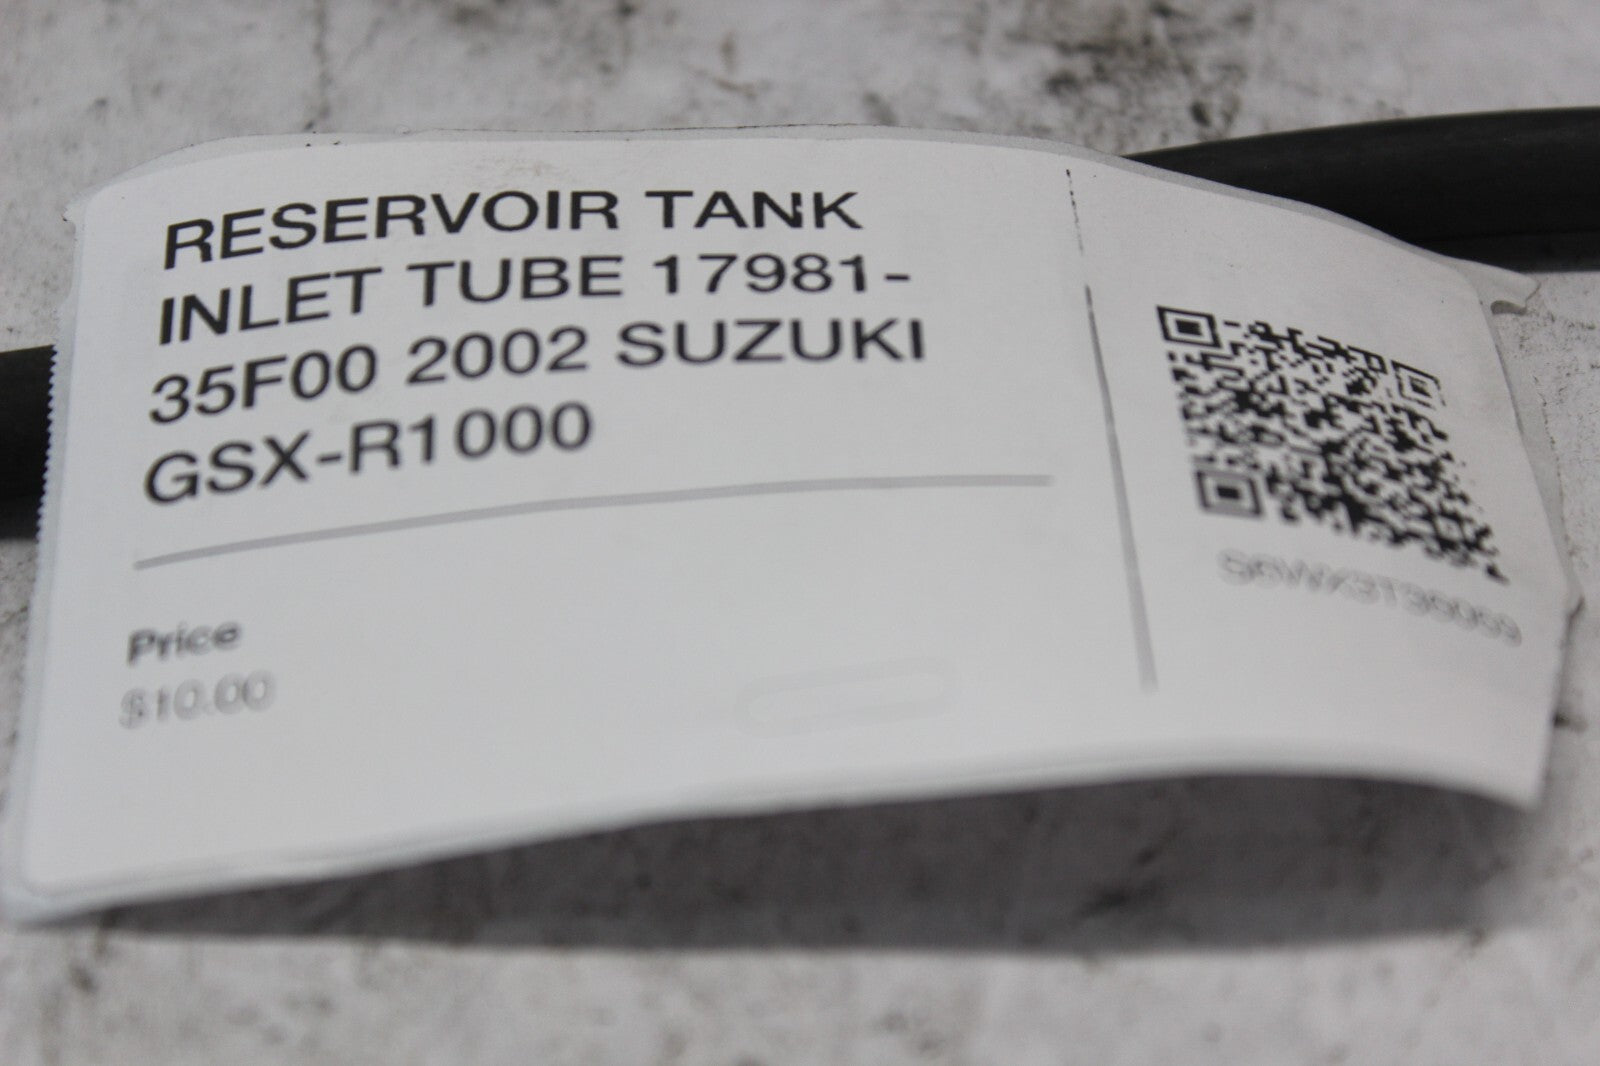 RESERVOIR TANK
INLET TUBE 17981-
35F00 2002 SUZUKI
GSX-R1000
Price
$10.00